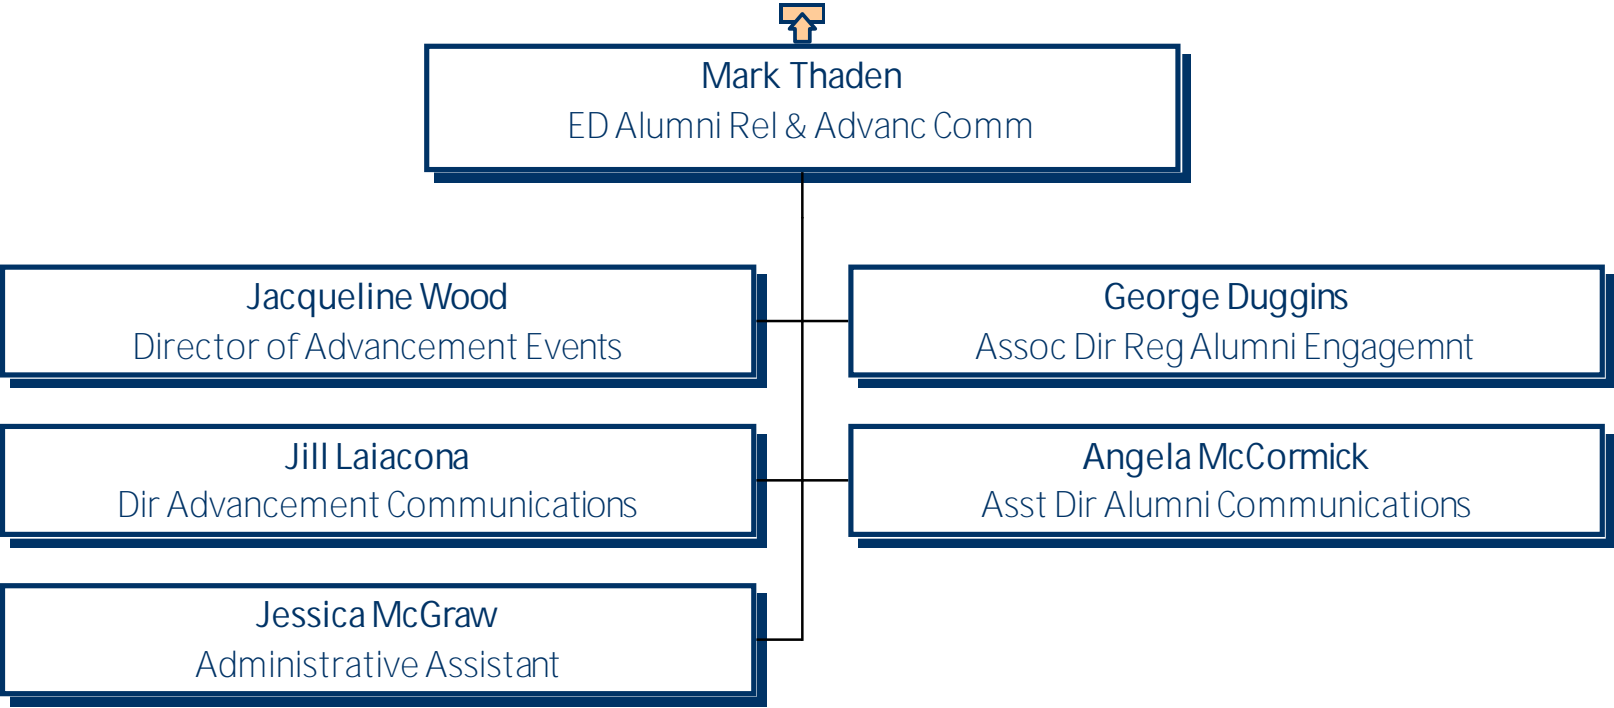 Mark Thaden
ED Alumni Rel & Advanc Comm
Jacqueline Wood
Director of Advancement Events
George Duggins
Assoc Dir Reg Alumni Engagemnt
Jill Laiacona
Dir Advancement Communications
Angela McCormick
Asst Dir Alumni Communications
Jessica McGraw
Administrative Assistant